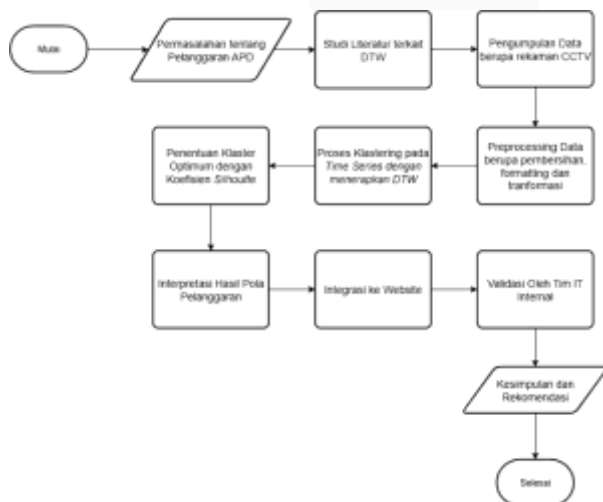 Mulai
Permasalahan tentang
Pelanggaran APD
Studi Literatur terkait
DTW
Pengumpulan Data
berupa rekaman CCTV
Preprocessing Data
berupa pembersihan,
formatting dan
tranformasi
Proses Klastering pada
Time Series dengan
menerapkan DTW
Penentuan Klaster
Optimum dengan
Koefisien Silhoutte
Interpretasi Hasil Pola
Pelanggaran
Integrasi ke Website
Validasi Oleh Tim IT
Internal
Kesimpulan dan
Rekomendasi
Selesai